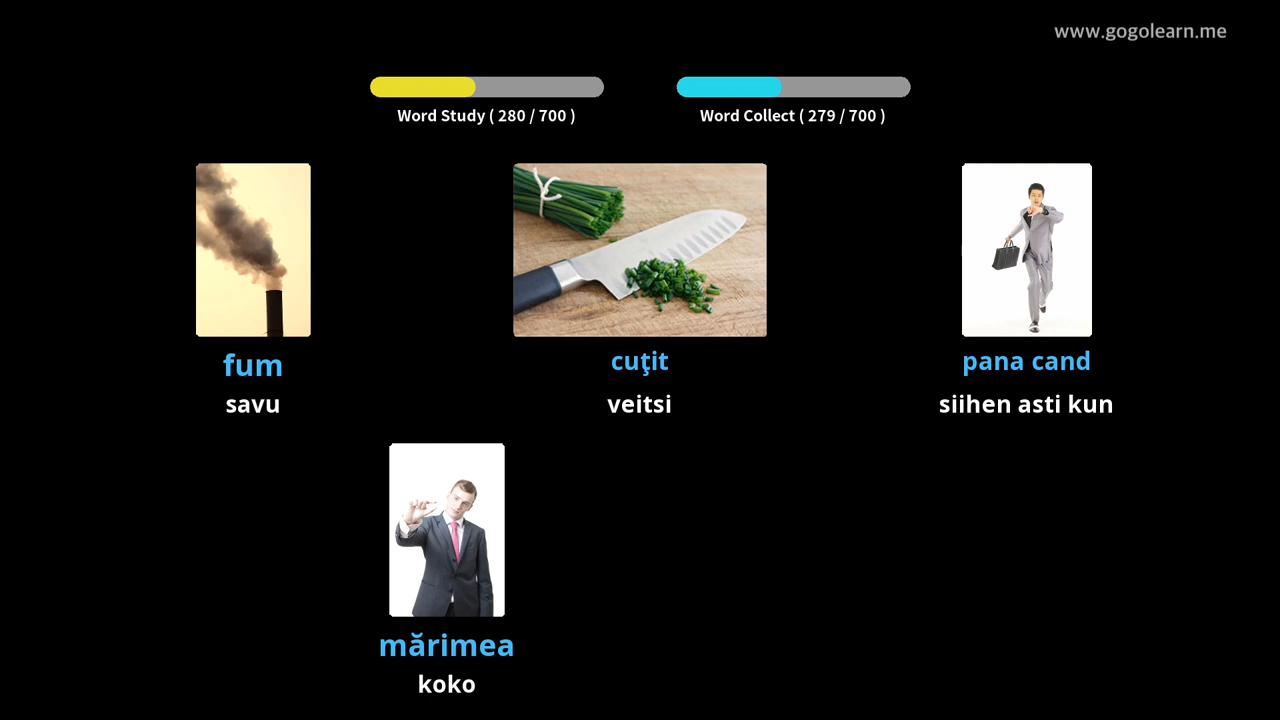 www.gogolearn.me
Word Study ( 280 / 700 )
Word Collect ( 279 / 700 )
fum
cuţit
pana cand
savu
veitsi
siihen asti kun
mărimea
koko